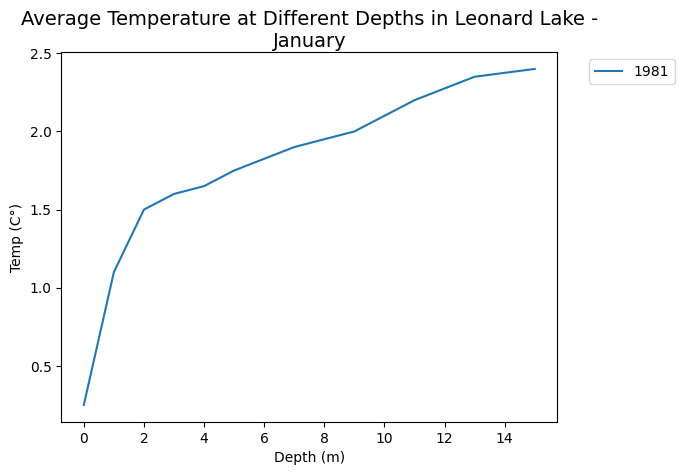 Average Temperature at Different Depths in Leonard Lake -
January
1981
2.5
2.0
1.5
1.0
0.5
Temp (C°)
0 2 4 6 8 10 12 14
Depth (m)